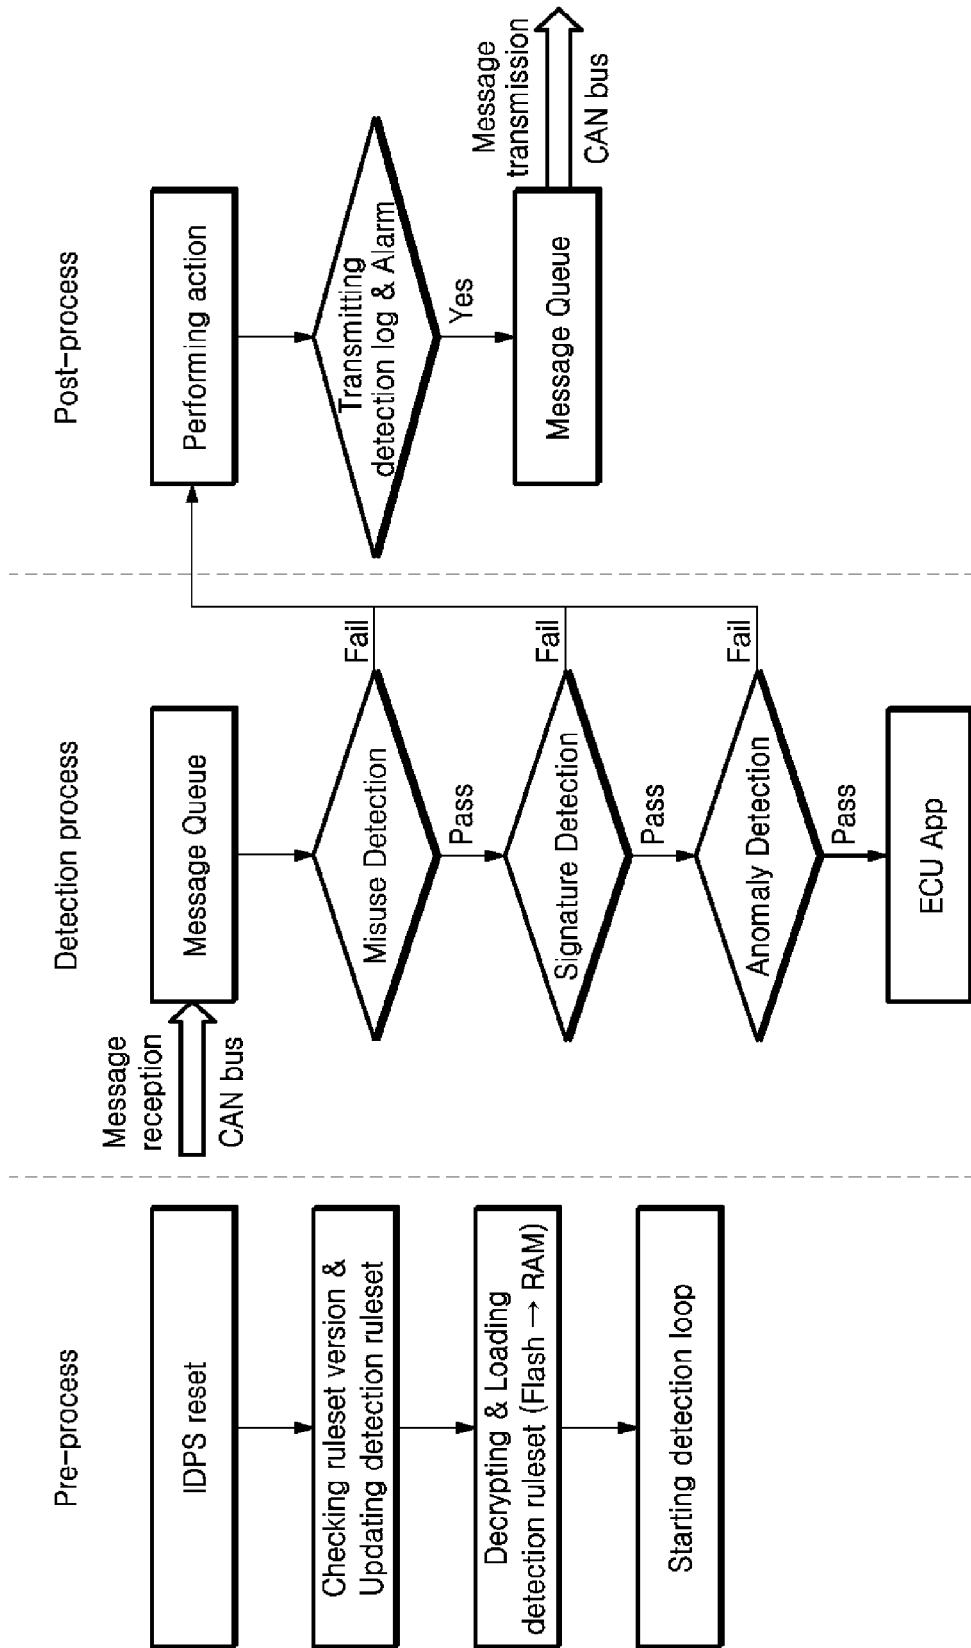 Pre-process
IDPS reset
Checking ruleset version &
Updating detection ruleset
Decrypting & Loading
detection ruleset (Flash → RAM)
Starting detection loop
Detection process
Message
reception
CAN bus
Message Queue
Misuse Detection
Fail
Pass
Signature Detection
Fail
Pass
Anomaly Detection
Fail
Pass
ECU App
Post-process
Performing action
Transmitting
detection log & Alarm
Yes
Message Queue
Message
transmission
CAN bus